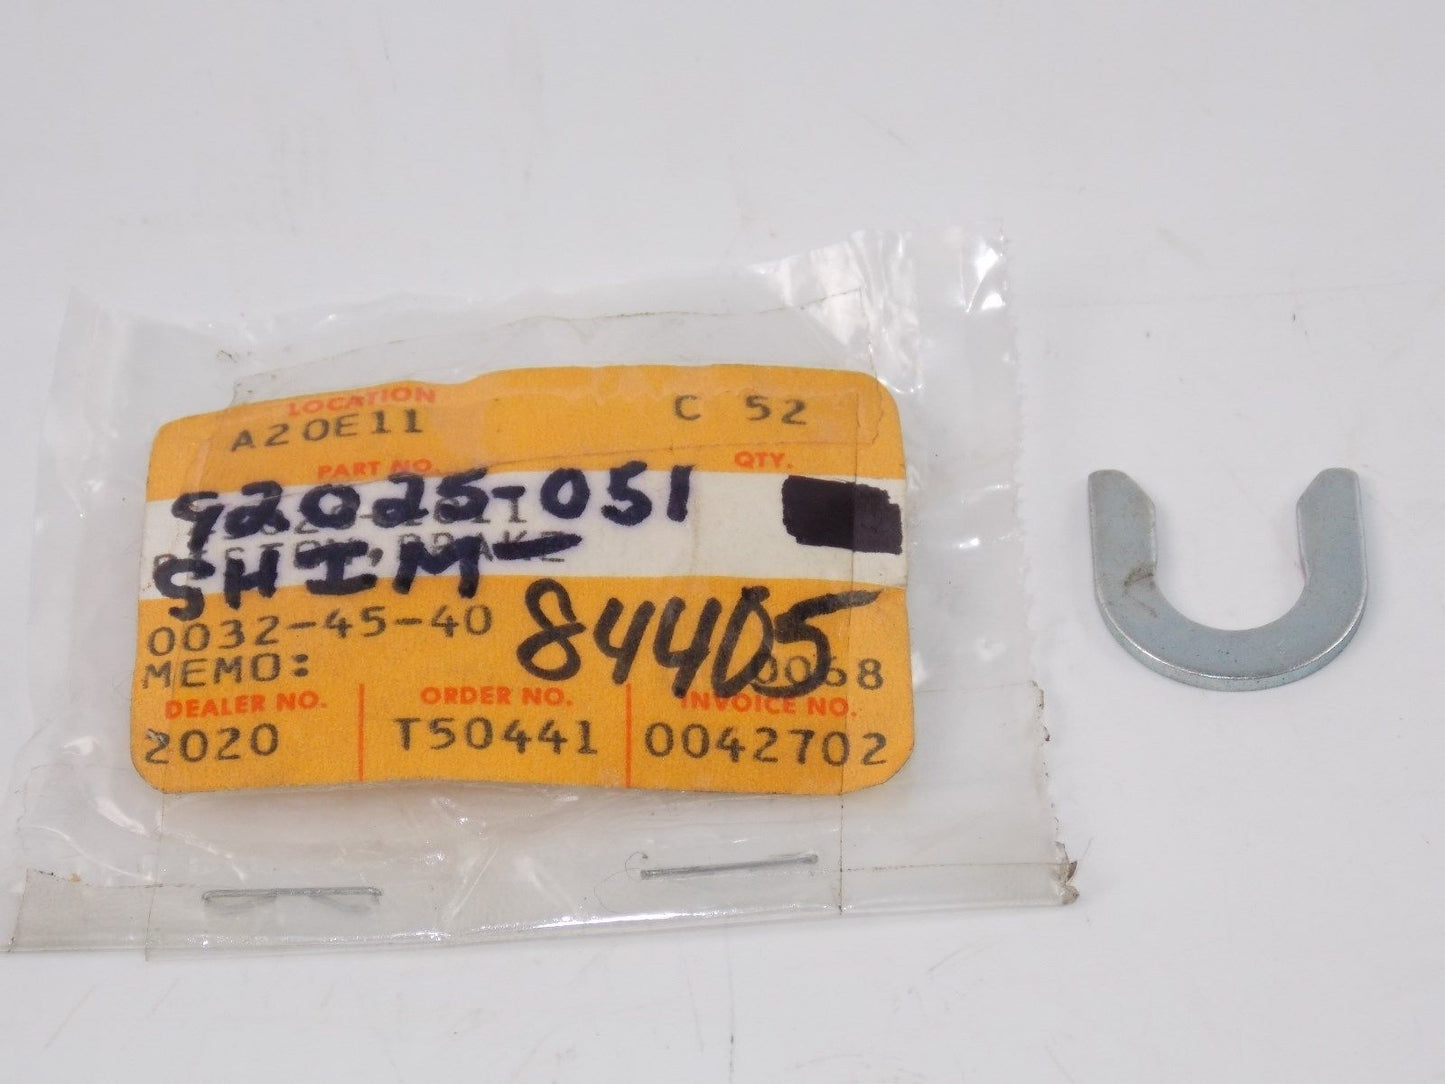 LOCATION
A20E11 C 52
PART NO. QTY.
92025-051
SHIM-
0032-45-40 84405
MEMO: 0068
DEALER NO. ORDER NO. INVOICE NO.
2020 T50441 0042702